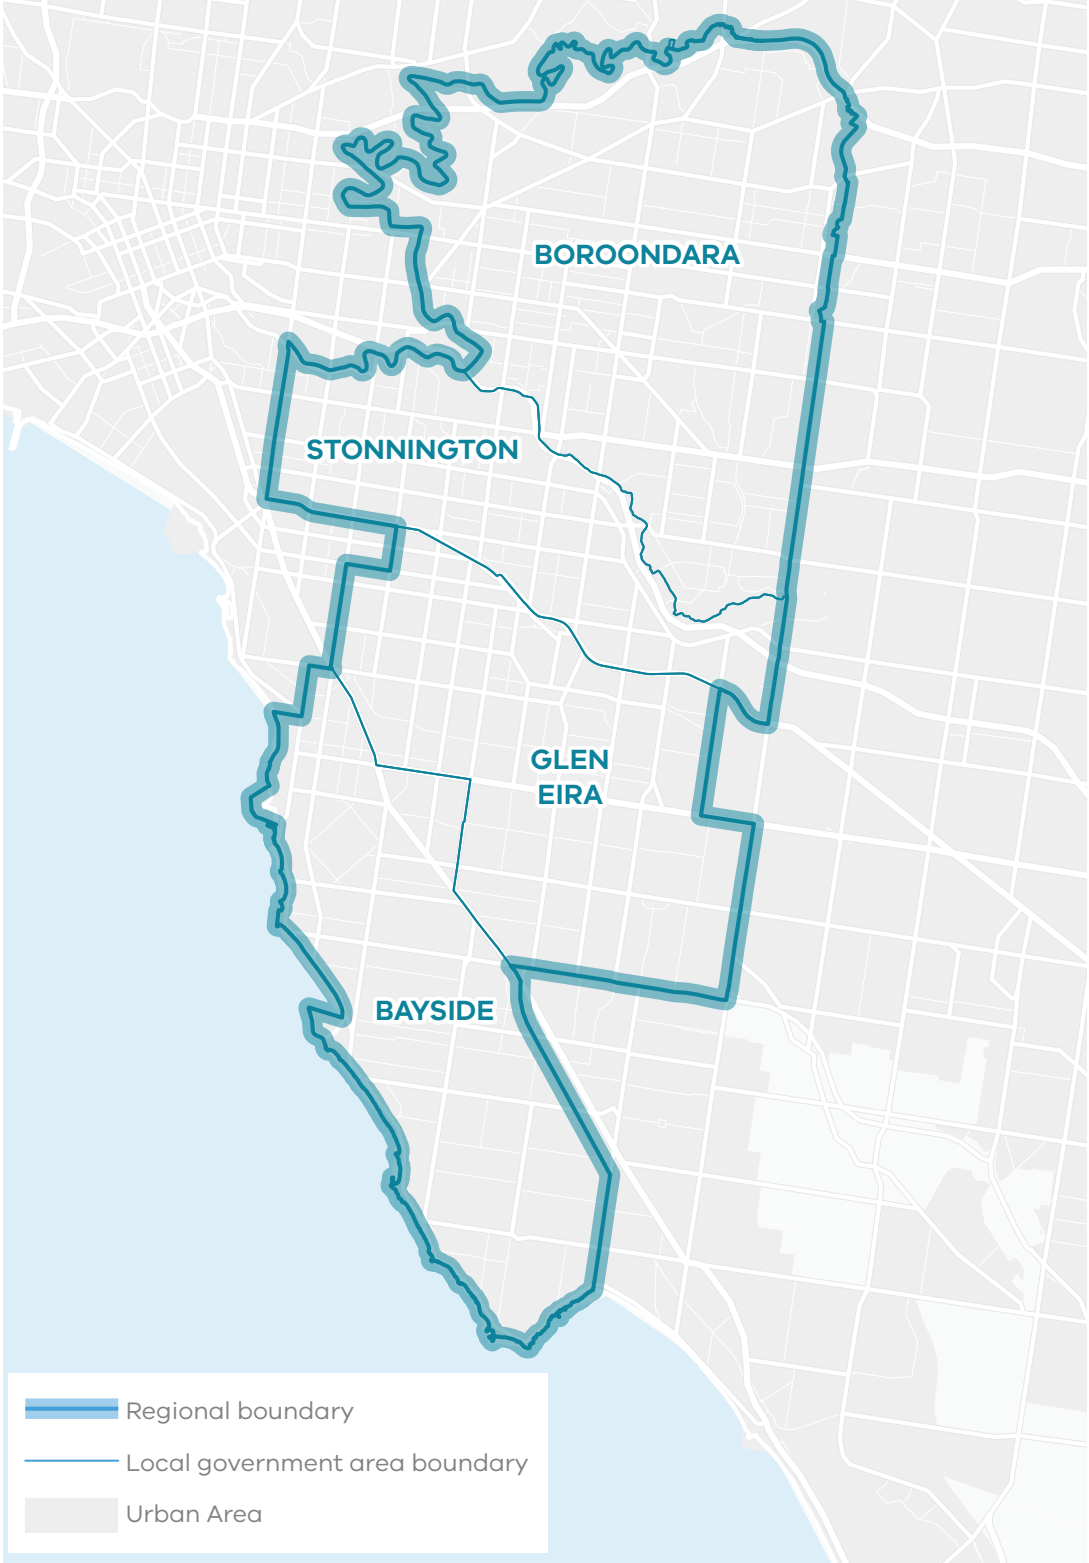 BOROONDARA
STONNINGTON
GLEN
EIRA
BAYSIDE
Regional boundary
Local government area boundary
Urban Area